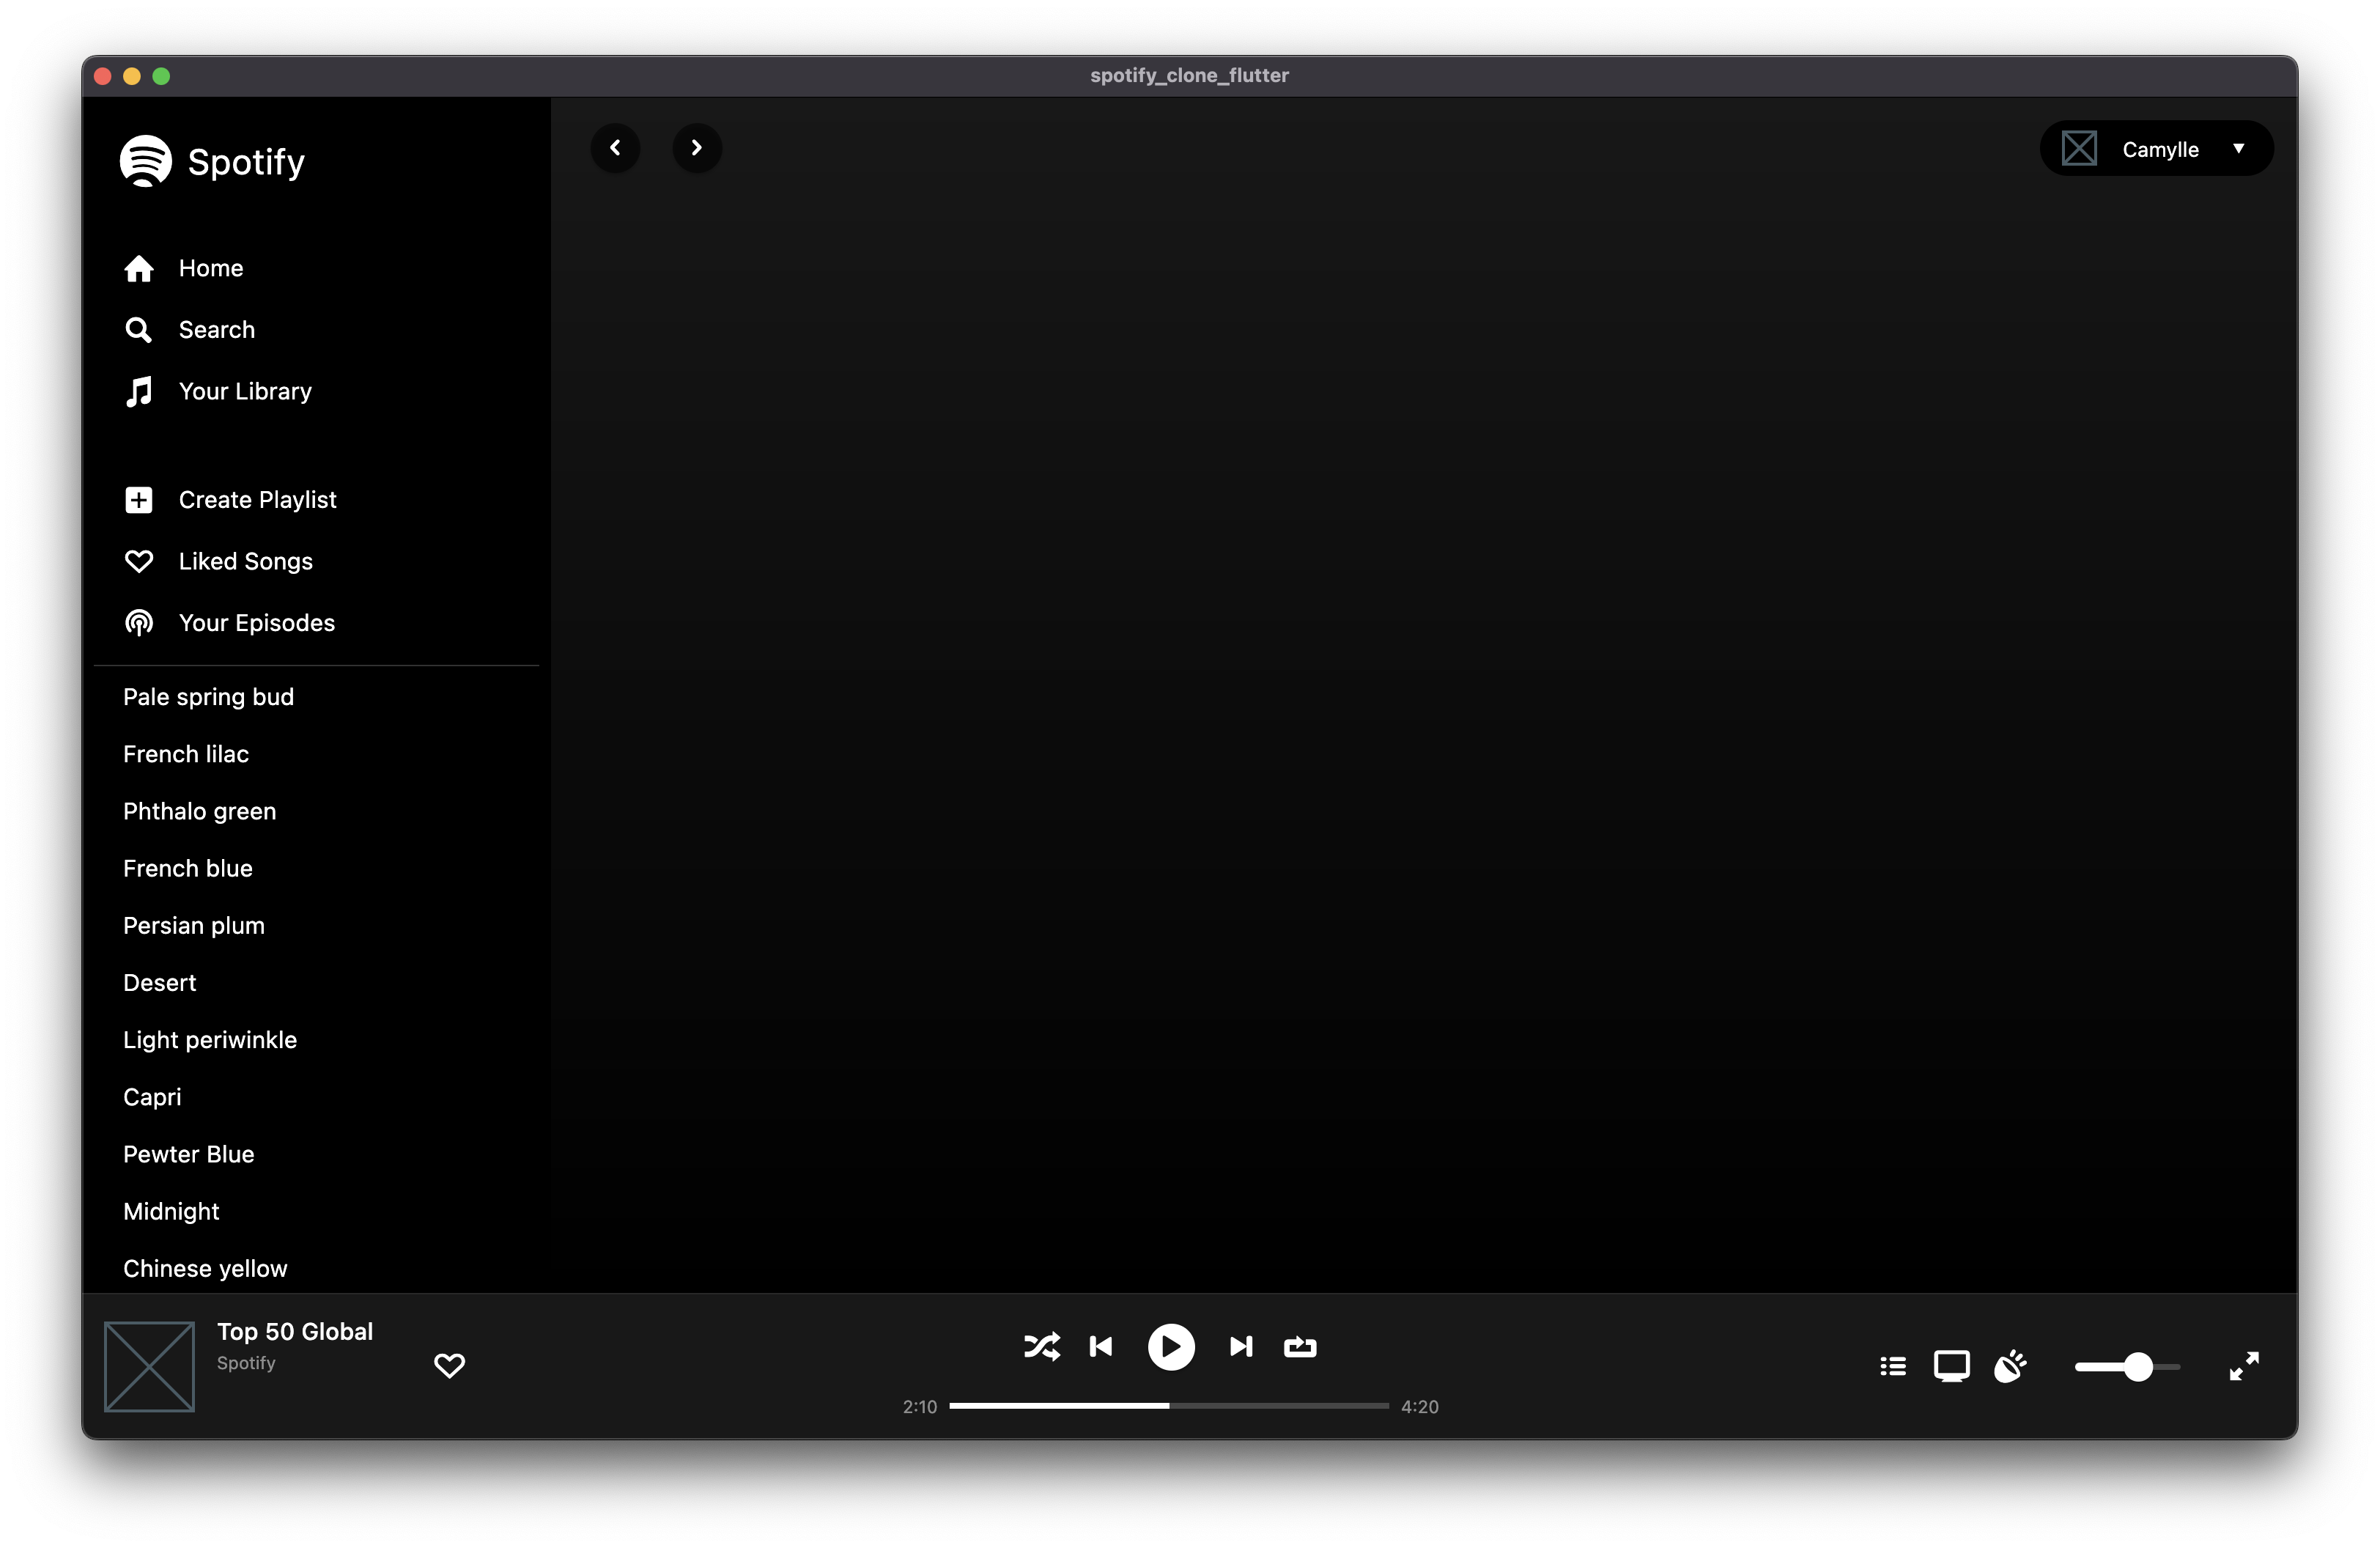 spotify_clone_flutter
Spotify
Camylle
Home
Search
Your Library
Create Playlist
Liked Songs
Your Episodes
Pale spring bud
French lilac
Phthalo green
French blue
Persian plum
Desert
Light periwinkle
Capri
Pewter Blue
Midnight
Chinese yellow
Top 50 Global
Spotify
2:10
4:20